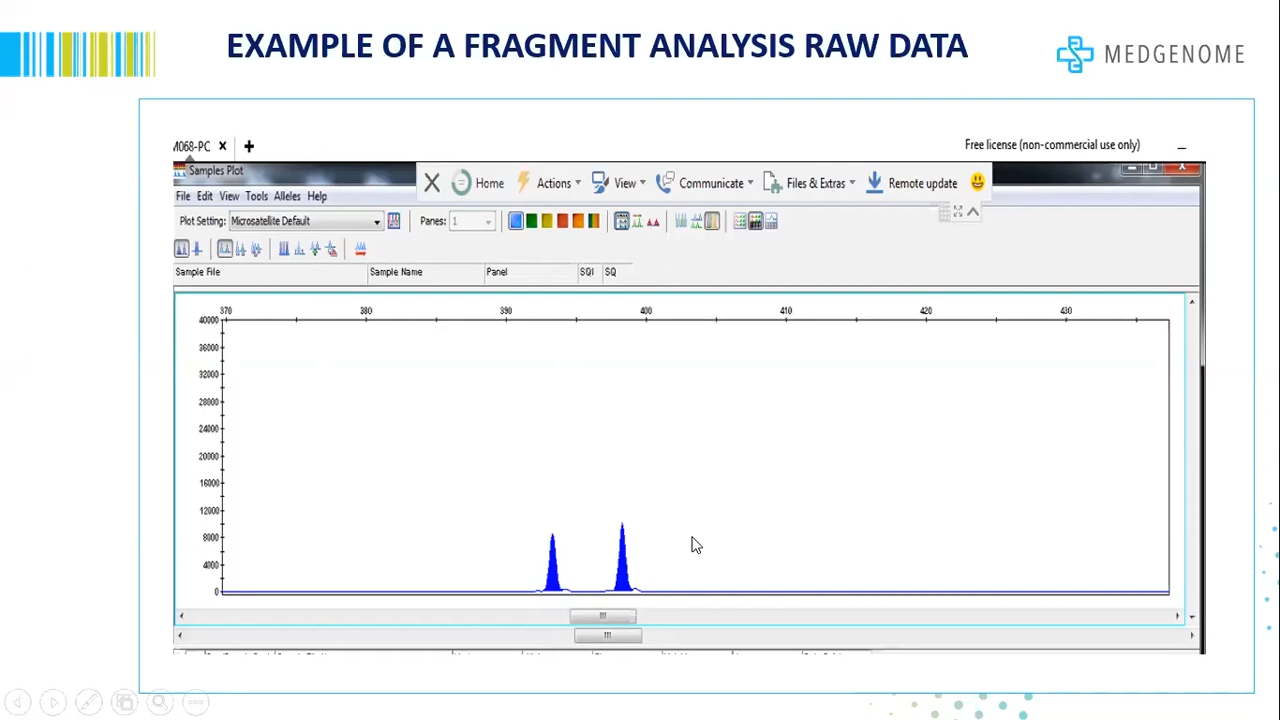 EXAMPLE OF A FRAGMENT ANALYSIS RAW DATA
MEDGENOME
M068-PC
Free license (non-commercial use only)
Samples Plot
Home Actions View Communicate Files & Extras Remote update
File Edit View Tools Alleles Help
Plot Setting: Microsatellite Default Panes: 1
Sample File Sample Name Panel SQI SQ
370 380 390 400 410 420 430
40000
36000
32000
28000
24000
20000
16000
12000
8000
4000
0